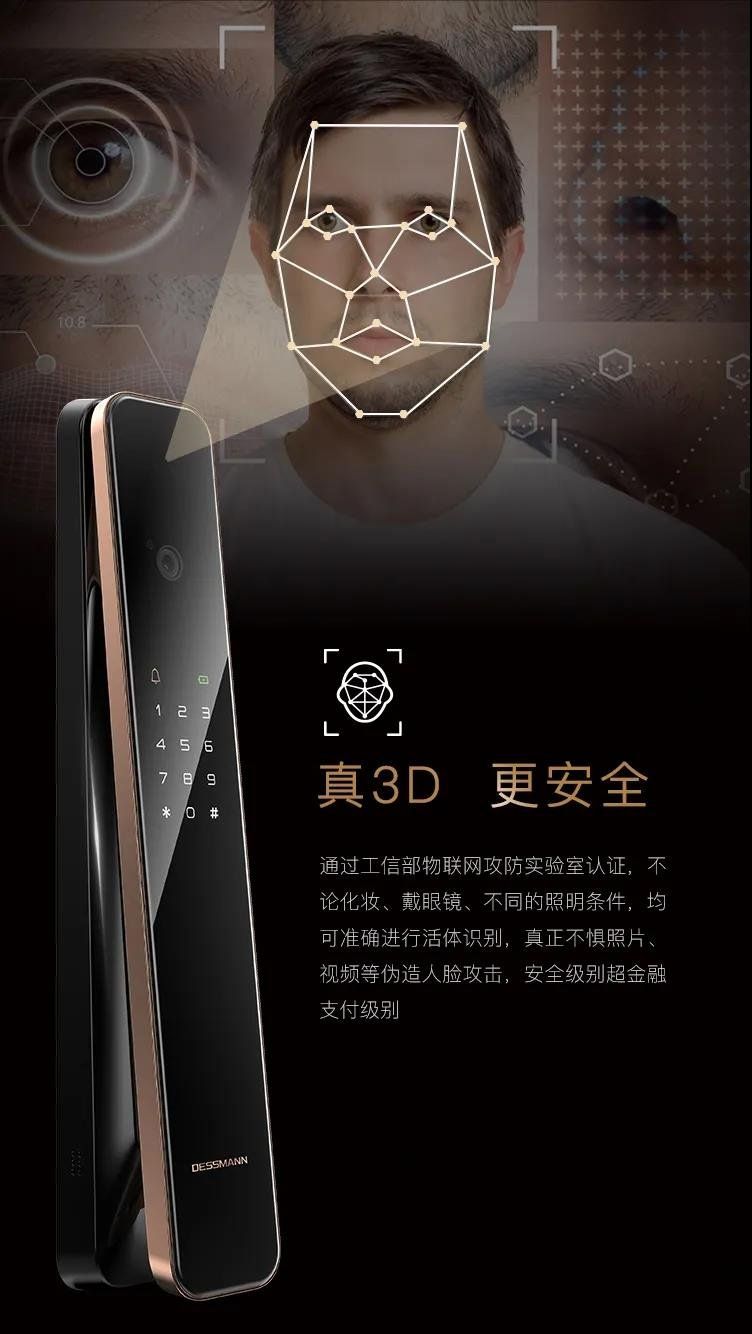 10.8
1 2 3
4 5 6
7 8 9
* 0 #
真3D 更安全
通过工信部物联网攻防实验室认证，不
论化妆、戴眼镜、不同的照明条件，均
可准确进行活体识别，真正不惧照片、
视频等伪造人脸攻击，安全级别超金融
支付级别
DESSMANN